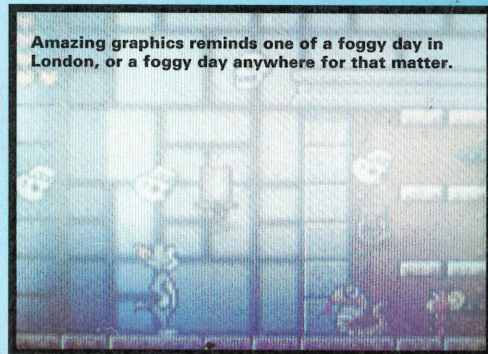 Amazing graphics reminds one of a foggy day in
London, or a foggy day anywhere for that matter.